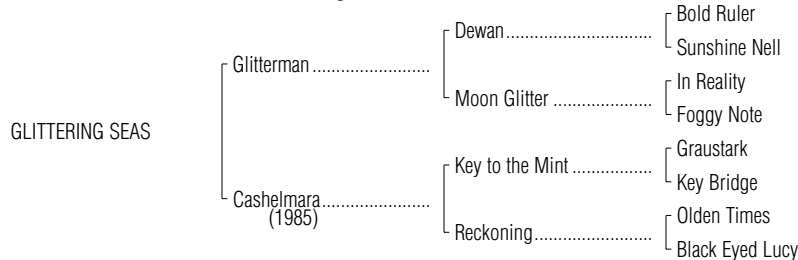 Bold Ruler
Dewan..............................
Sunshine Nell
Glitterman ........................
In Reality
Moon Glitter ....................
Foggy Note
GLITTERING SEAS
Graustark
Key to the Mint ................
Key Bridge
Cashelmara......................
(1985)
Olden Times
Reckoning........................
Black Eyed Lucy